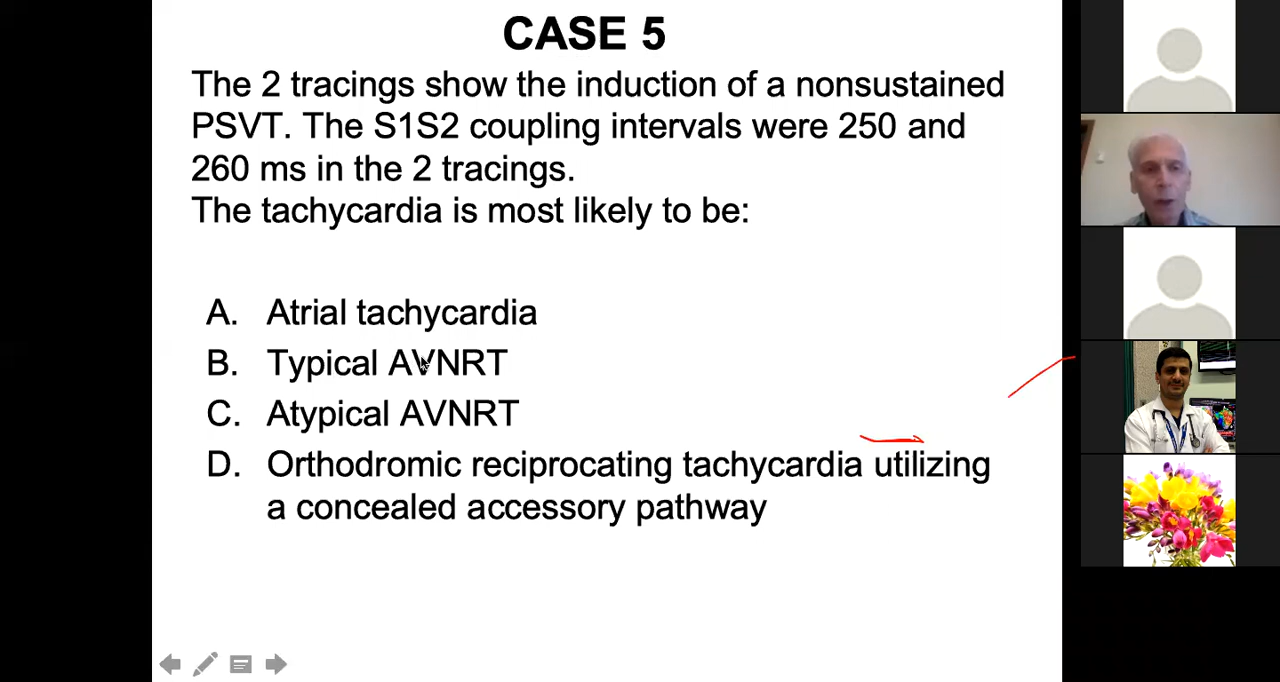 CASE 5
The 2 tracings show the induction of a nonsustained
PSVT. The S1S2 coupling intervals were 250 and
260 ms in the 2 tracings.
The tachycardia is most likely to be:
A. Atrial tachycardia
B. Typical AVNRT
C. Atypical AVNRT
D. Orthodromic reciprocating tachycardia utilizing
a concealed accessory pathway